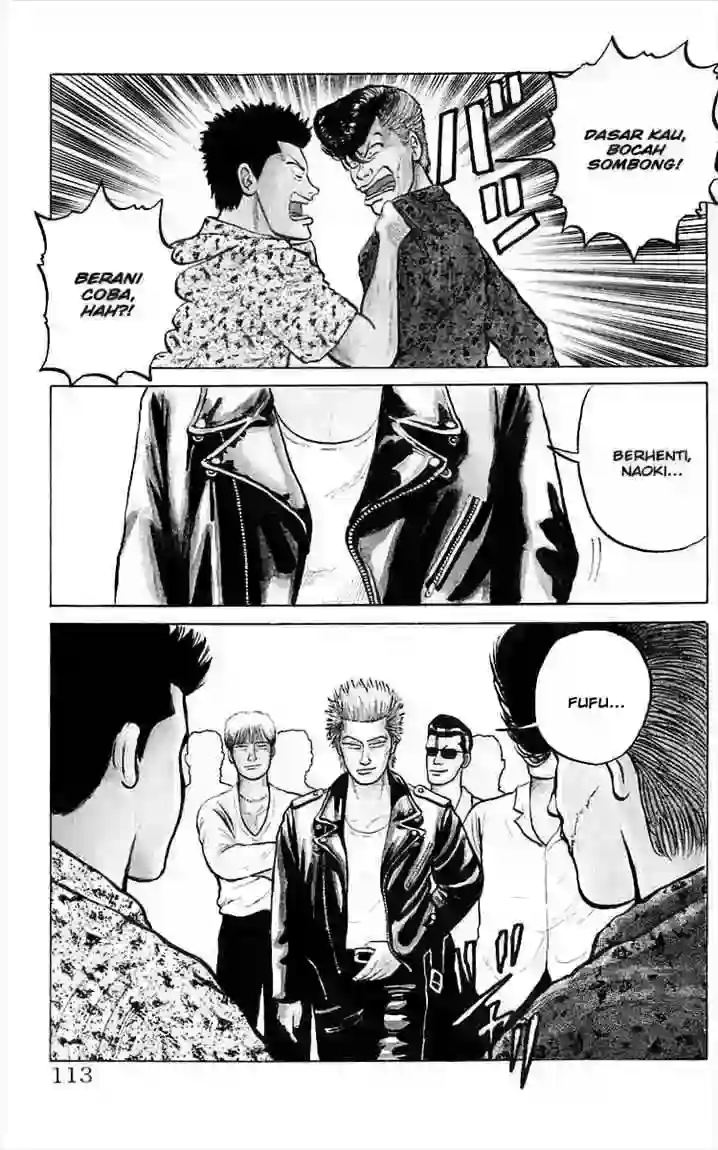 DASAR KAU,
BOCAH
SOMBONG!
BERANI
COBA,
HAH?!
BERHENTI,
NAOKI...
FUFU...
113